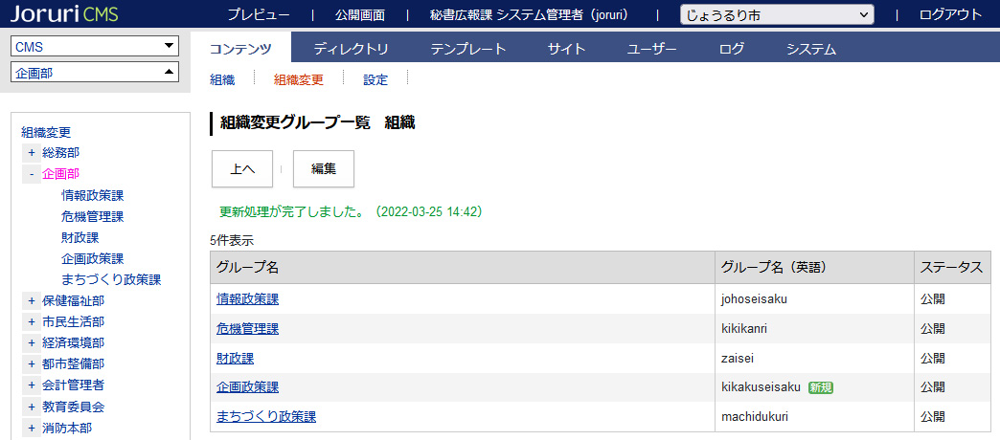 Joruri CMS プレビュー | 公開画面 | 秘書広報課 システム管理者（joruri） | じょうるり市 | ログアウト
CMS
企画部
コンテンツ ディレクトリ テンプレート サイト ユーザー ログ システム
組織 組織変更 設定
組織変更
+ 総務部
- 企画部
情報政策課
危機管理課
財政課
企画政策課
まちづくり政策課
+ 保健福祉部
+ 市民生活部
+ 経済環境部
+ 都市整備部
+ 会計管理者
+ 教育委員会
+ 消防本部
組織変更グループ一覧 組織
上へ | 編集
更新処理が完了しました。（2022-03-25 14:42）
5件表示
グループ名 グループ名（英語） ステータス
情報政策課 johoseisaku 公開
危機管理課 kikikanri 公開
財政課 zaisei 公開
企画政策課 kikakuseisaku 新規 公開
まちづくり政策課 machidukuri 公開